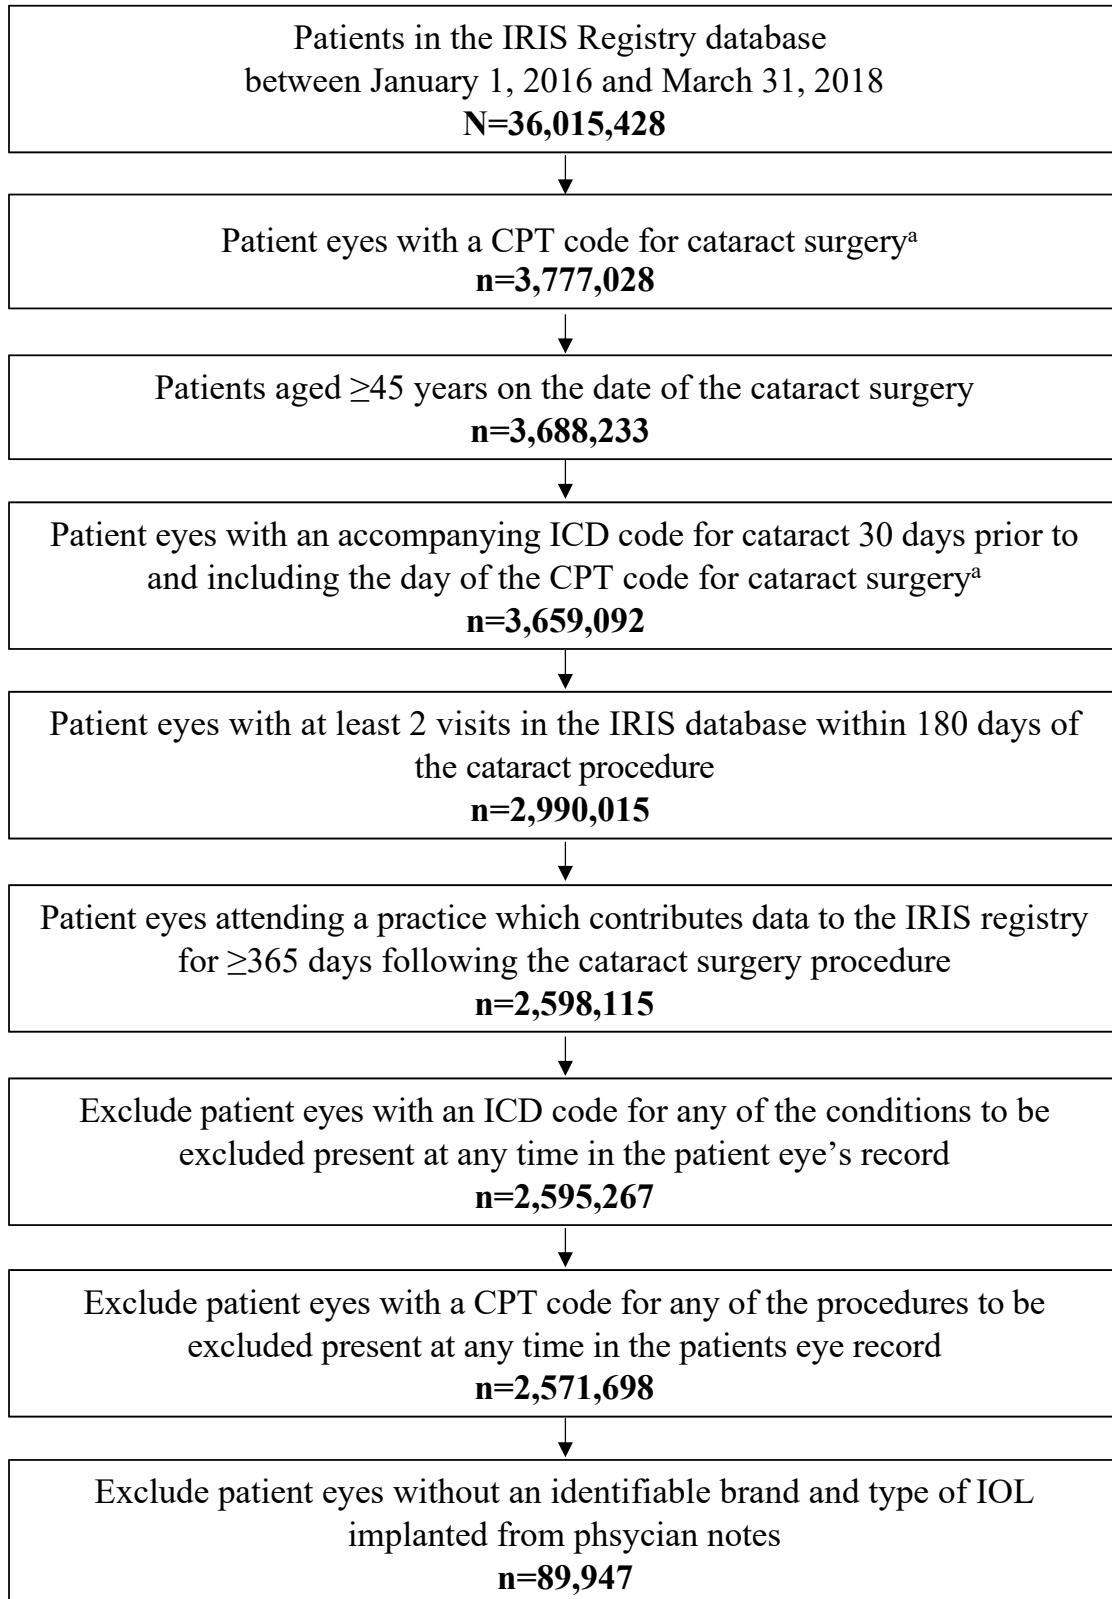 Patients in the IRIS Registry database
between January 1, 2016 and March 31, 2018
N=36,015,428
Patient eyes with a CPT code for cataract surgeryᵃ
n=3,777,028
Patients aged ≥45 years on the date of the cataract surgery
n=3,688,233
Patient eyes with an accompanying ICD code for cataract 30 days prior to
and including the day of the CPT code for cataract surgeryᵃ
n=3,659,092
Patient eyes with at least 2 visits in the IRIS database within 180 days of
the cataract procedure
n=2,990,015
Patient eyes attending a practice which contributes data to the IRIS registry
for ≥365 days following the cataract surgery procedure
n=2,598,115
Exclude patient eyes with an ICD code for any of the conditions to be
excluded present at any time in the patient eye’s record
n=2,595,267
Exclude patient eyes with a CPT code for any of the procedures to be
excluded present at any time in the patients eye record
n=2,571,698
Exclude patient eyes without an identifiable brand and type of IOL
implanted from phsycian notes
n=89,947